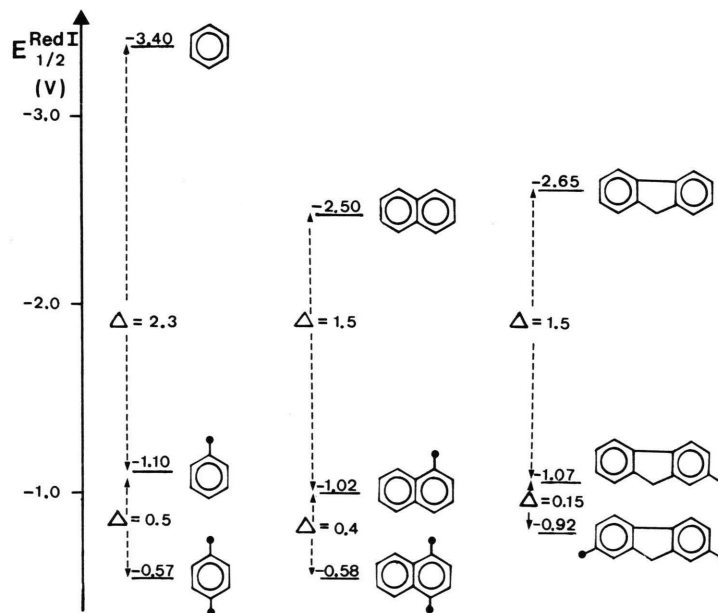 E Red I 1/2
(V)
-3.0
-2.0
-1.0
-3.40
Δ = 2.3
-1.10
Δ = 0.5
-0.57
-2.50
Δ = 1.5
-1.02
Δ = 0.4
-0.58
-2.65
Δ = 1.5
-1.07
Δ = 0.15
-0.92